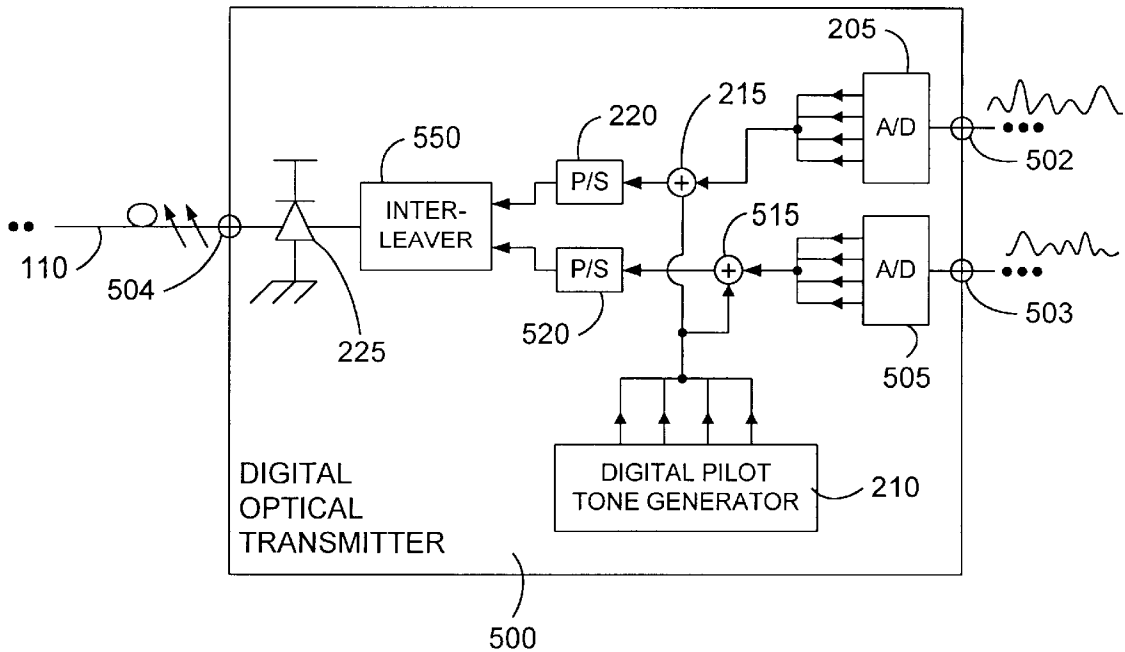 205
215
220
550
A/D
502
P/S
515
INTER-
LEAVER
110
504
P/S
A/D
503
225
520
505
DIGITAL PILOT
TONE GENERATOR
210
DIGITAL
OPTICAL
TRANSMITTER
500